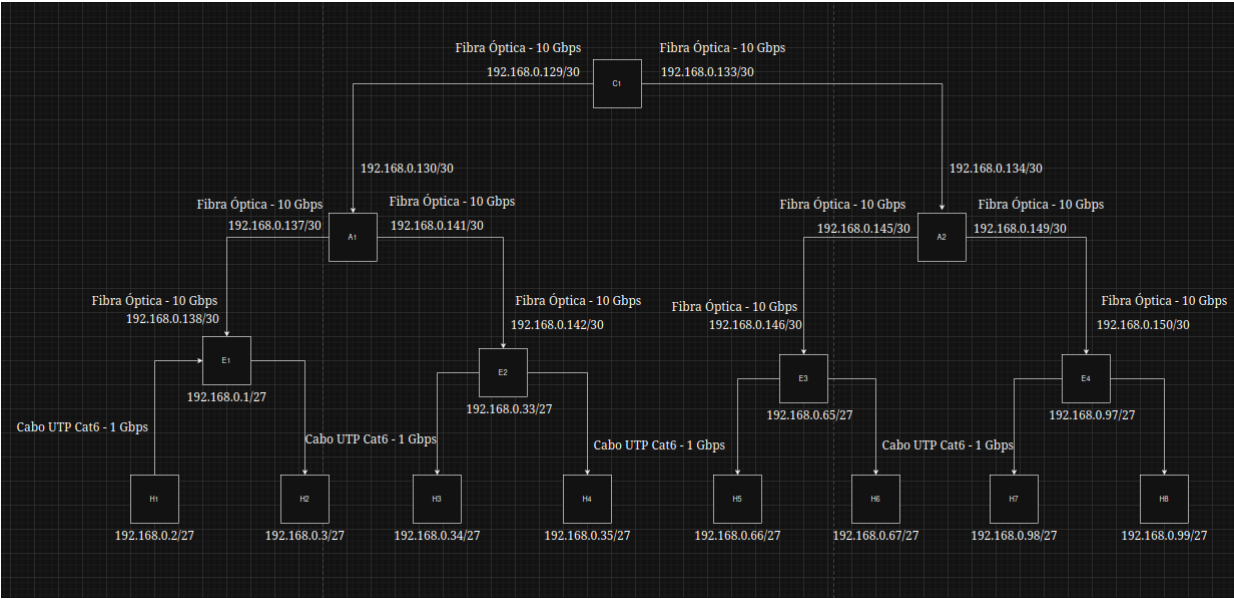 Fibra Óptica - 10 Gbps
Fibra Óptica - 10 Gbps
192.168.0.129/30
192.168.0.133/30
C1
192.168.0.130/30
192.168.0.134/30
Fibra Óptica - 10 Gbps
Fibra Óptica - 10 Gbps
Fibra Óptica - 10 Gbps
Fibra Óptica - 10 Gbps
192.168.0.137/30
192.168.0.141/30
192.168.0.145/30
192.168.0.149/30
A1
A2
Fibra Óptica - 10 Gbps
Fibra Óptica - 10 Gbps
Fibra Óptica - 10 Gbps
Fibra Óptica - 10 Gbps
192.168.0.138/30
192.168.0.142/30
192.168.0.146/30
192.168.0.150/30
E1
E2
E3
E4
192.168.0.1/27
192.168.0.33/27
192.168.0.65/27
192.168.0.97/27
Cabo UTP Cat6 - 1 Gbps
Cabo UTP Cat6 - 1 Gbps
Cabo UTP Cat6 - 1 Gbps
Cabo UTP Cat6 - 1 Gbps
H1
H2
H3
H4
H5
H6
H7
H8
192.168.0.2/27
192.168.0.3/27
192.168.0.34/27
192.168.0.35/27
192.168.0.66/27
192.168.0.67/27
192.168.0.98/27
192.168.0.99/27